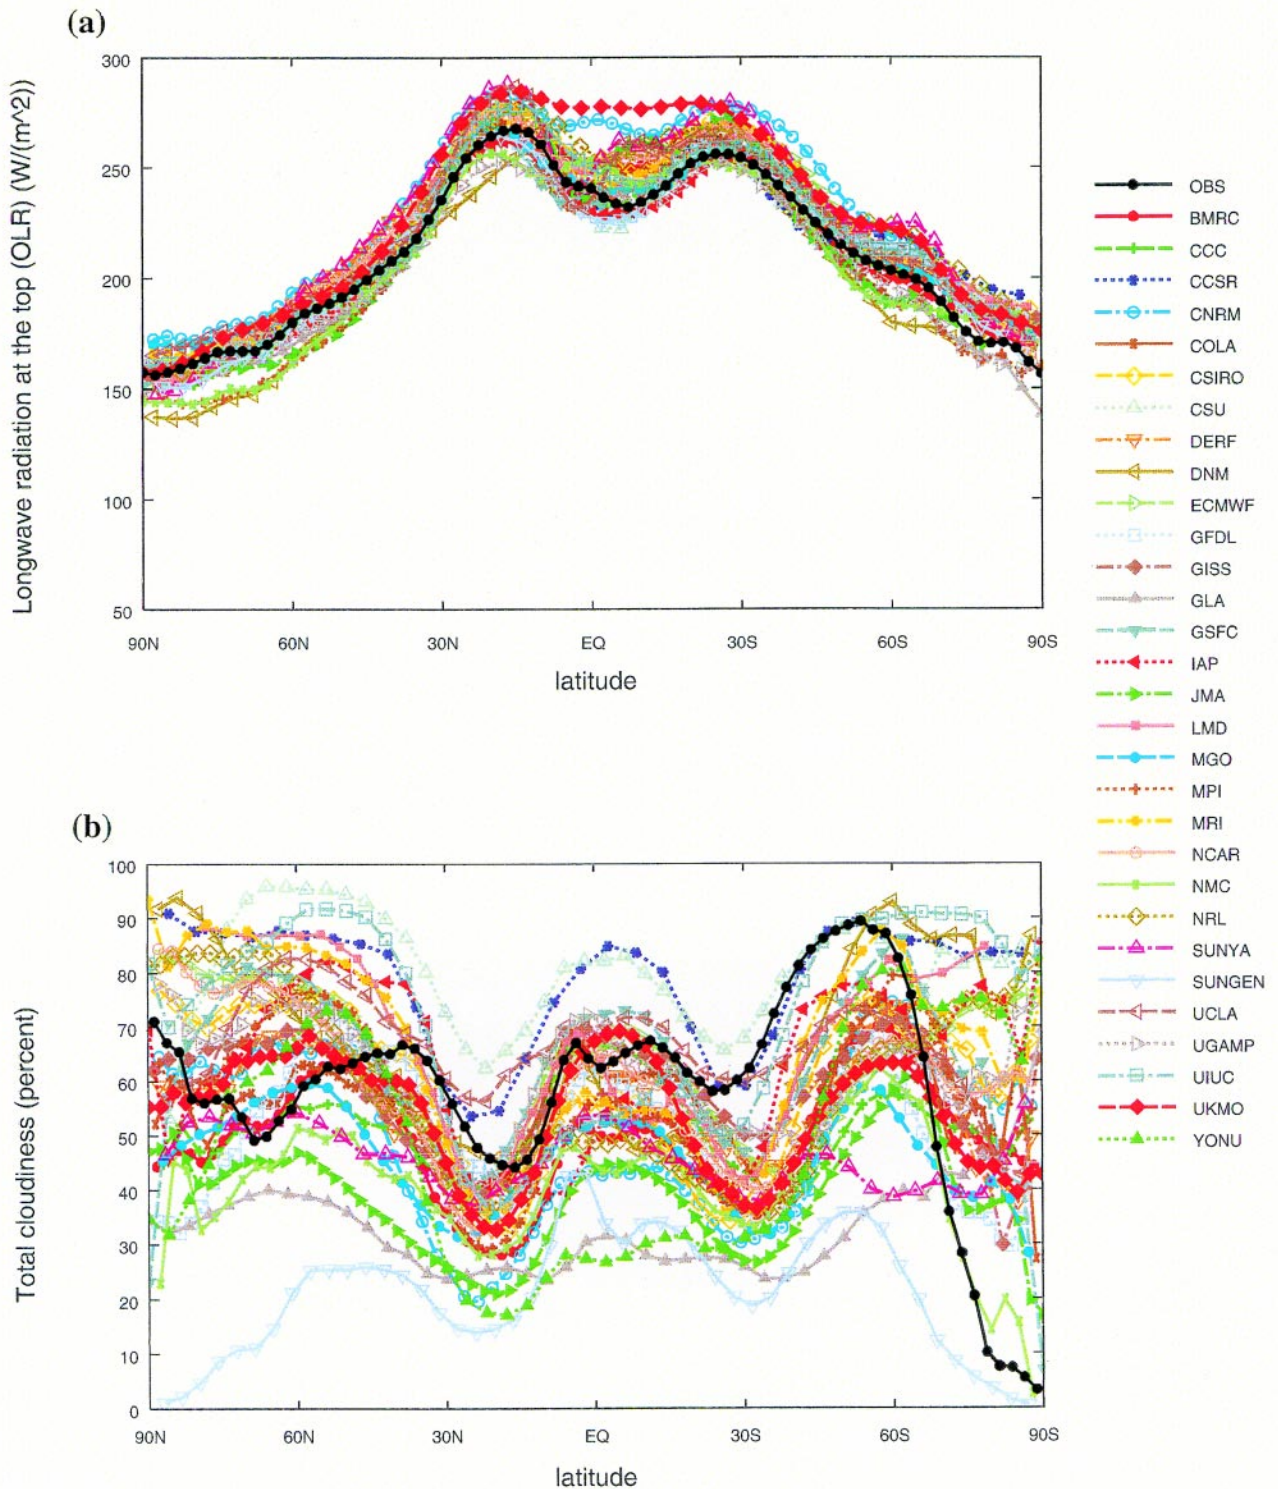 (a)
Longwave radiation at the top (OLR) (W/(m^2))
300
250
200
150
100
50
90N 60N 30N EQ 30S 60S 90S
latitude
OBS
BMRC
CCC
CCSR
CNRM
COLA
CSIRO
CSU
DERF
DNM
ECMWF
GFDL
GISS
GLA
GSFC
IAP
JMA
LMD
MGO
MPI
MRI
NCAR
NMC
NRL
SUNYA
SUNGEN
UCLA
UGAMP
UIUC
UKMO
YONU
(b)
Total cloudiness (percent)
100
90
80
70
60
50
40
30
20
10
0
90N 60N 30N EQ 30S 60S 90S
latitude